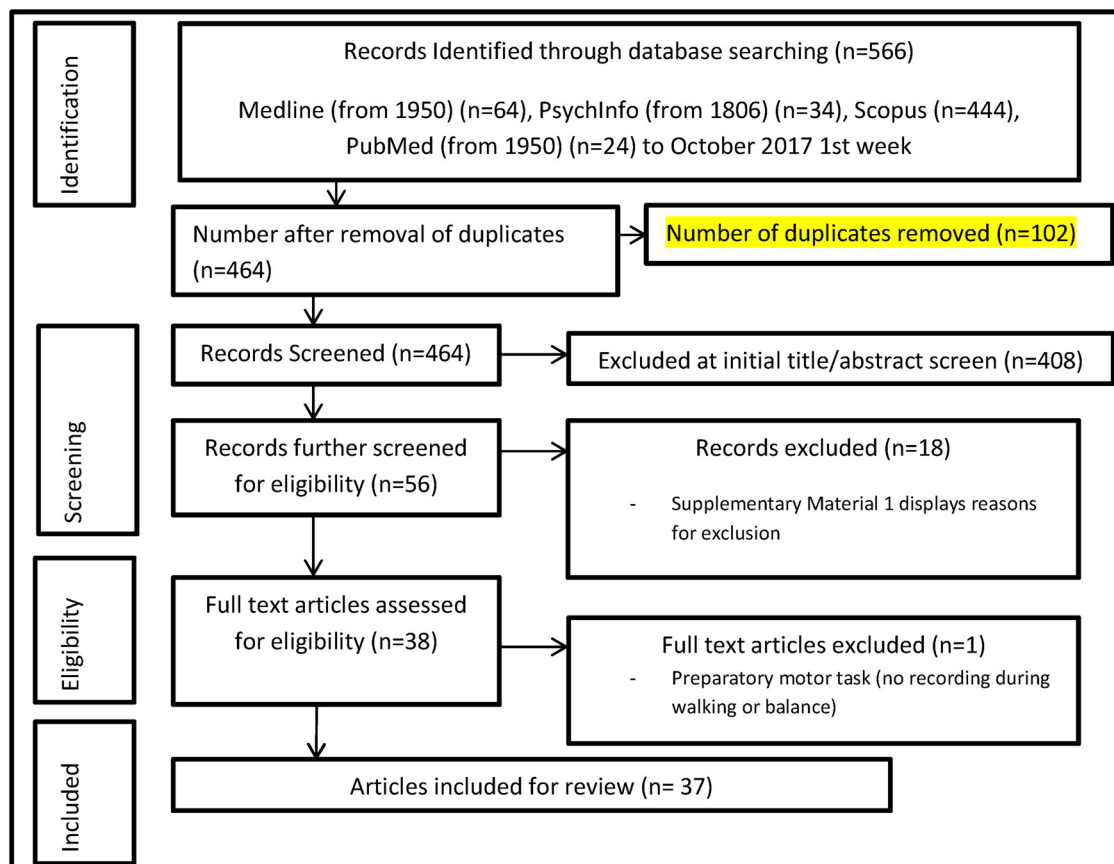 Identification
Records Identified through database searching (n=566)
Medline (from 1950) (n=64), PsychInfo (from 1806) (n=34), Scopus (n=444),
PubMed (from 1950) (n=24) to October 2017 1st week
Number after removal of duplicates
(n=464)
Number of duplicates removed (n=102)
Screening
Records Screened (n=464)
Excluded at initial title/abstract screen (n=408)
Records further screened
for eligibility (n=56)
Records excluded (n=18)
- Supplementary Material 1 displays reasons
for exclusion
Eligibility
Full text articles assessed
for eligibility (n=38)
Full text articles excluded (n=1)
- Preparatory motor task (no recording during
walking or balance)
Included
Articles included for review (n= 37)